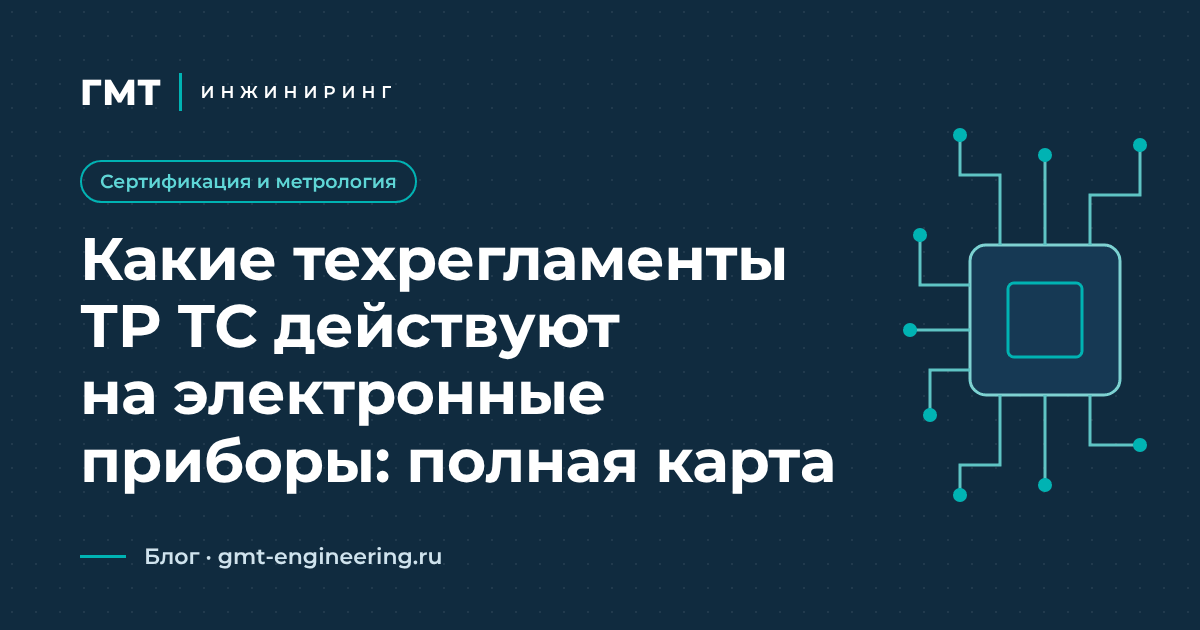 ГМТ | ИНЖИНИРИНГ
Сертификация и метрология
Какие техрегламенты
ТР ТС действуют
на электронные
приборы: полная карта
Блог · gmt-engineering.ru